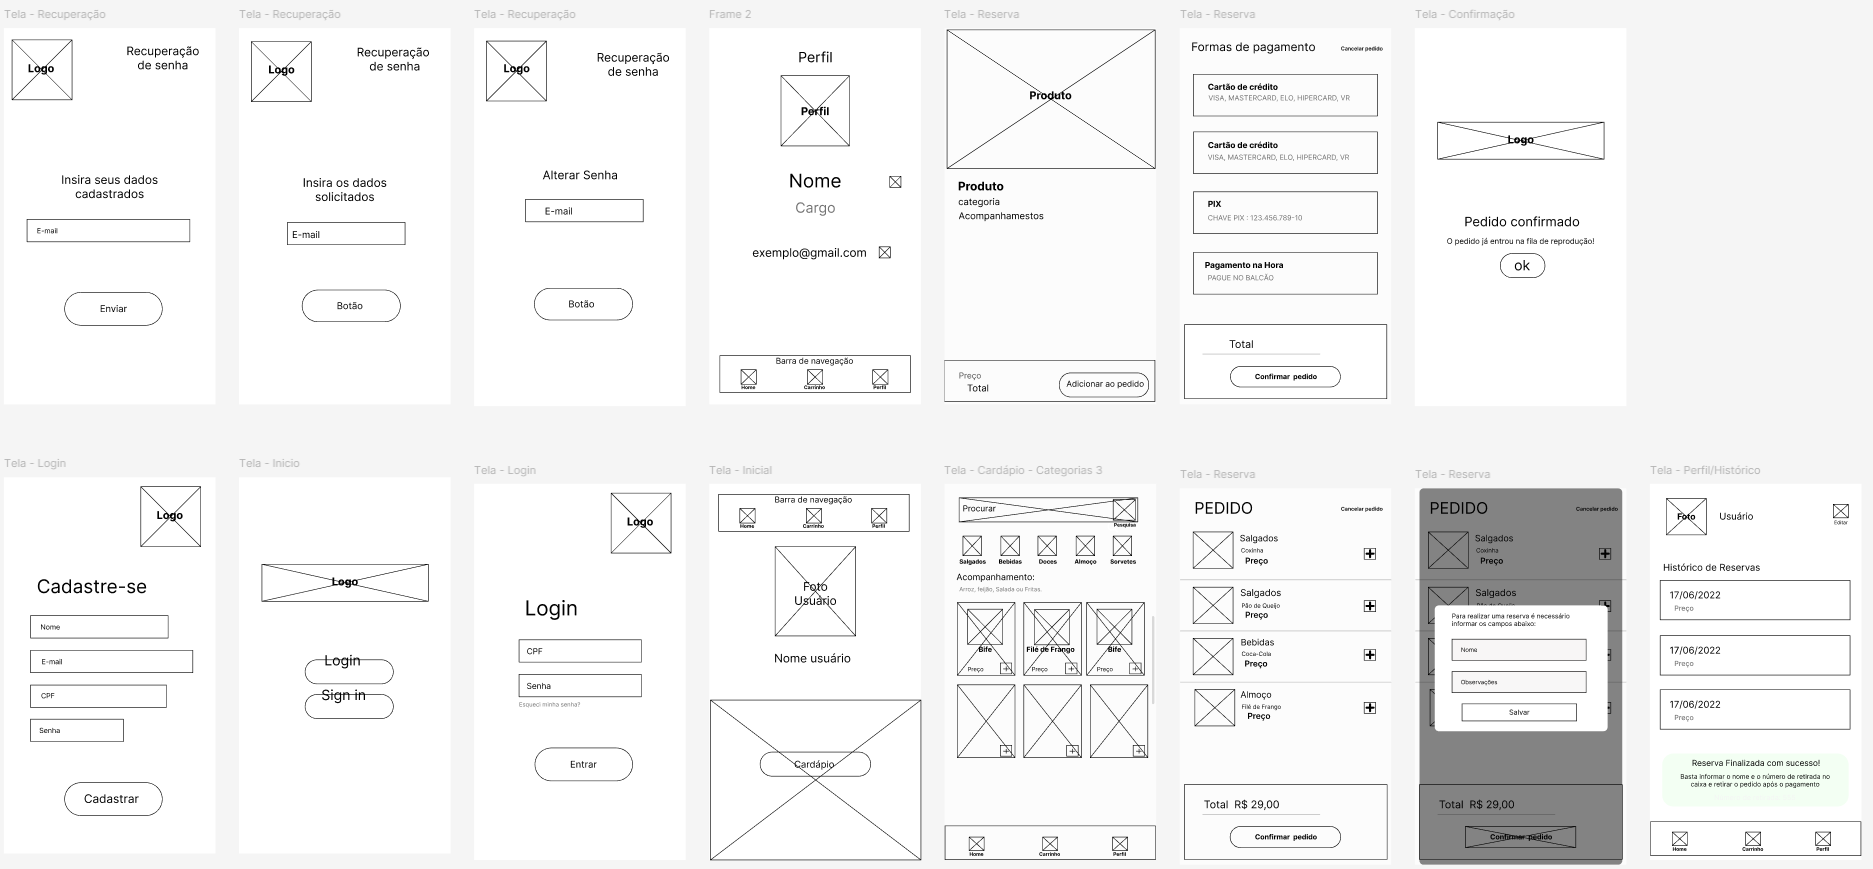 Tela - Recuperação
Logo
Recuperação
de senha
Insira seus dados
cadastrados
E-mail
Enviar
Tela - Recuperação
Logo
Recuperação
de senha
Insira os dados
solicitados
E-mail
Botão
Tela - Recuperação
Logo
Recuperação
de senha
Alterar Senha
E-mail
Botão
Frame 2
Perfil
Perfil
Nome
Cargo
exemplo@gmail.com
Barra de navegação
Home
Carrinho
Perfil
Tela - Reserva
Produto
Produto
categoria
Acompanhamestos
Preço
Total
Adicionar ao pedido
Tela - Reserva
Formas de pagamento
Cancelar pedido
Cartão de crédito
VISA, MASTERCARD, ELO, HIPERCARD, VR
Cartão de crédito
VISA, MASTERCARD, ELO, HIPERCARD, VR
PIX
CHAVE PIX : 123.456.789-10
Pagamento na Hora
PAGUE NO BALCÃO
Total
Confirmar pedido
Tela - Confirmação
Logo
Pedido confirmado
O pedido já entrou na fila de reprodução!
ok
Tela - Login
Logo
Cadastre-se
Nome
E-mail
CPF
Senha
Cadastrar
Tela - Inicio
Logo
Login
Sign in
Tela - Login
Logo
Login
CPF
Senha
Esqueci minha senha?
Entrar
Tela - Inicial
Barra de navegação
Home
Carrinho
Perfil
Foto
Usuário
Nome usuário
Cardápio
Tela - Cardápio - Categorias 3
Procurar
Pesquisa
Salgados
Bebidas
Doces
Almoço
Sorvetes
Acompanhamento:
Arroz, feijão, Salada ou Fritas.
Bife
Preço
Filé de Frango
Preço
Bife
Preço
Home
Carrinho
Perfil
Tela - Reserva
PEDIDO
Cancelar pedido
Salgados
Coxinha
Preço
Salgados
Pão de Queijo
Preço
Bebidas
Coca-Cola
Preço
Almoço
Filé de Frango
Preço
Total R$ 29,00
Confirmar pedido
Tela - Reserva
PEDIDO
Cancelar pedido
Salgados
Coxinha
Preço
Salgados
Para realizar uma reserva é necessário
informar os campos abaixo:
Nome
Observações
Salvar
Total R$ 29,00
Confirmar pedido
Tela - Perfil/Histórico
Foto
Usuário
Editar
Histórico de Reservas
17/06/2022
Preço
17/06/2022
Preço
17/06/2022
Preço
Reserva Finalizada com sucesso!
Basta informar o nome e o número de retirada no
caixa e retirar o pedido após o pagamento
Home
Carrinho
Perfil